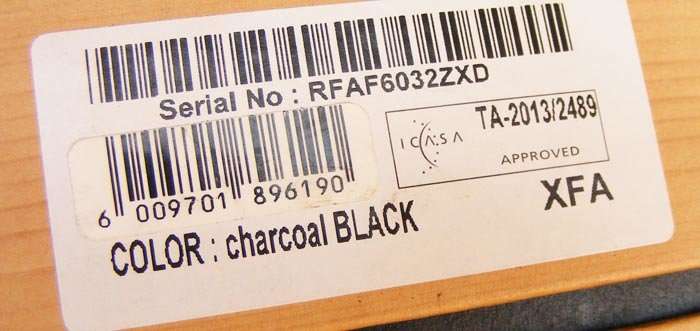 Serial No : RFAF6032ZXD
ICASA TA-2013/2489
APPROVED
6 009701 896190
XFA
COLOR : charcoal BLACK